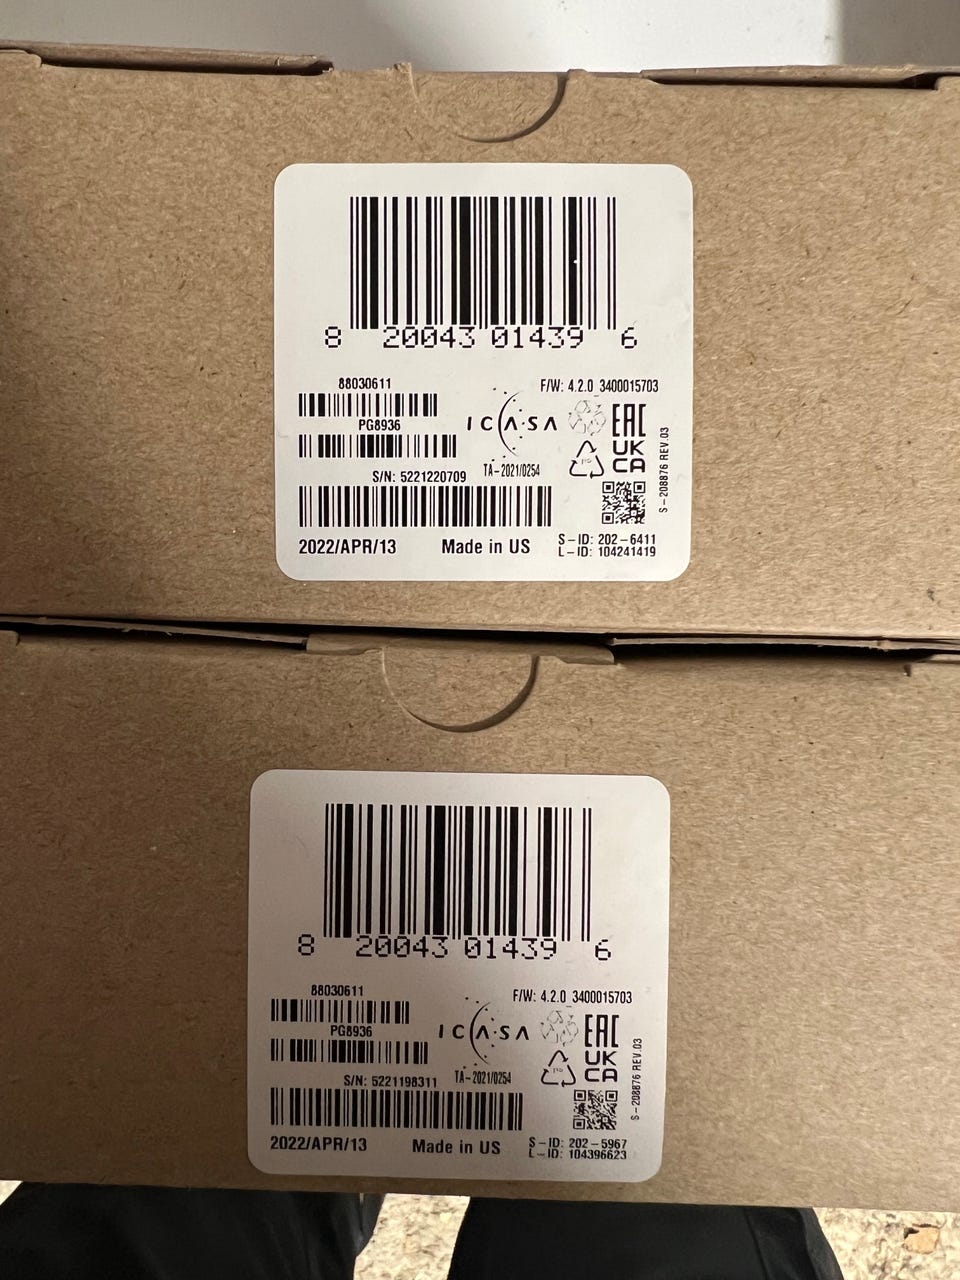 8 20043 01439 6
88030611
F/W: 4.2.0 3400015703
PG8936
ICASA
EAC
UK
CA
S/N: 5221220709
TA-2021/0254
S-208876 REV.03
2022/APR/13
Made in US
S-ID: 202-6411
L-ID: 104241419
8 20043 01439 6
88030611
F/W: 4.2.0 3400015703
PG8936
ICASA
EAC
UK
CA
S/N: 5221198311
TA-2021/0254
S-208876 REV.03
2022/APR/13
Made in US
S-ID: 202-5967
L-ID: 104396623